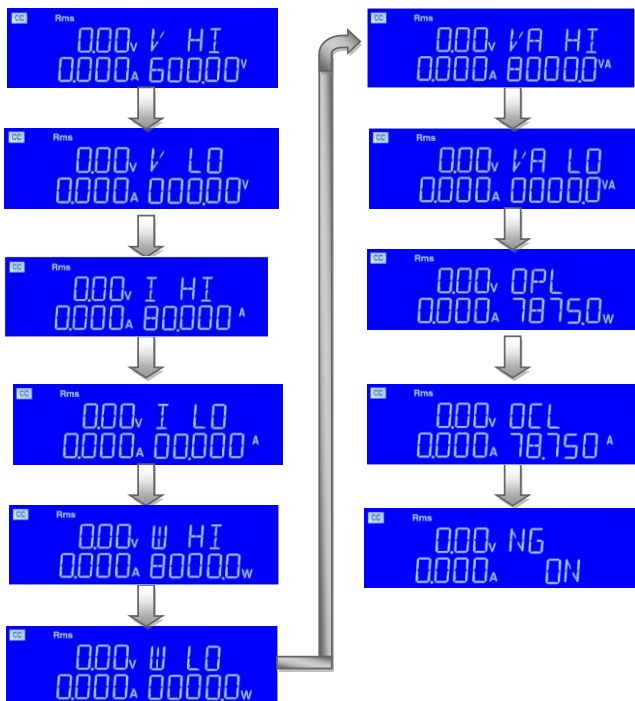 CC Rms
0.00V V HI
0.000A 600.00V
CC Rms
0.00V V LO
0.000A 000.00V
CC Rms
0.00V I HI
0.000A 80.000 A
CC Rms
0.00V I LO
0.000A 00.000 A
CC Rms
0.00V W HI
0.000A 8000.0W
CC Rms
0.00V W LO
0.000A 0000.0W
CC Rms
0.00V VA HI
0.000A 8000.0VA
CC Rms
0.00V VA LO
0.000A 0000.0VA
CC Rms
0.00V OPL
0.000A 7875.0W
CC Rms
0.00V OCL
0.000A 78.750 A
CC Rms
0.00V NG
0.000A ON